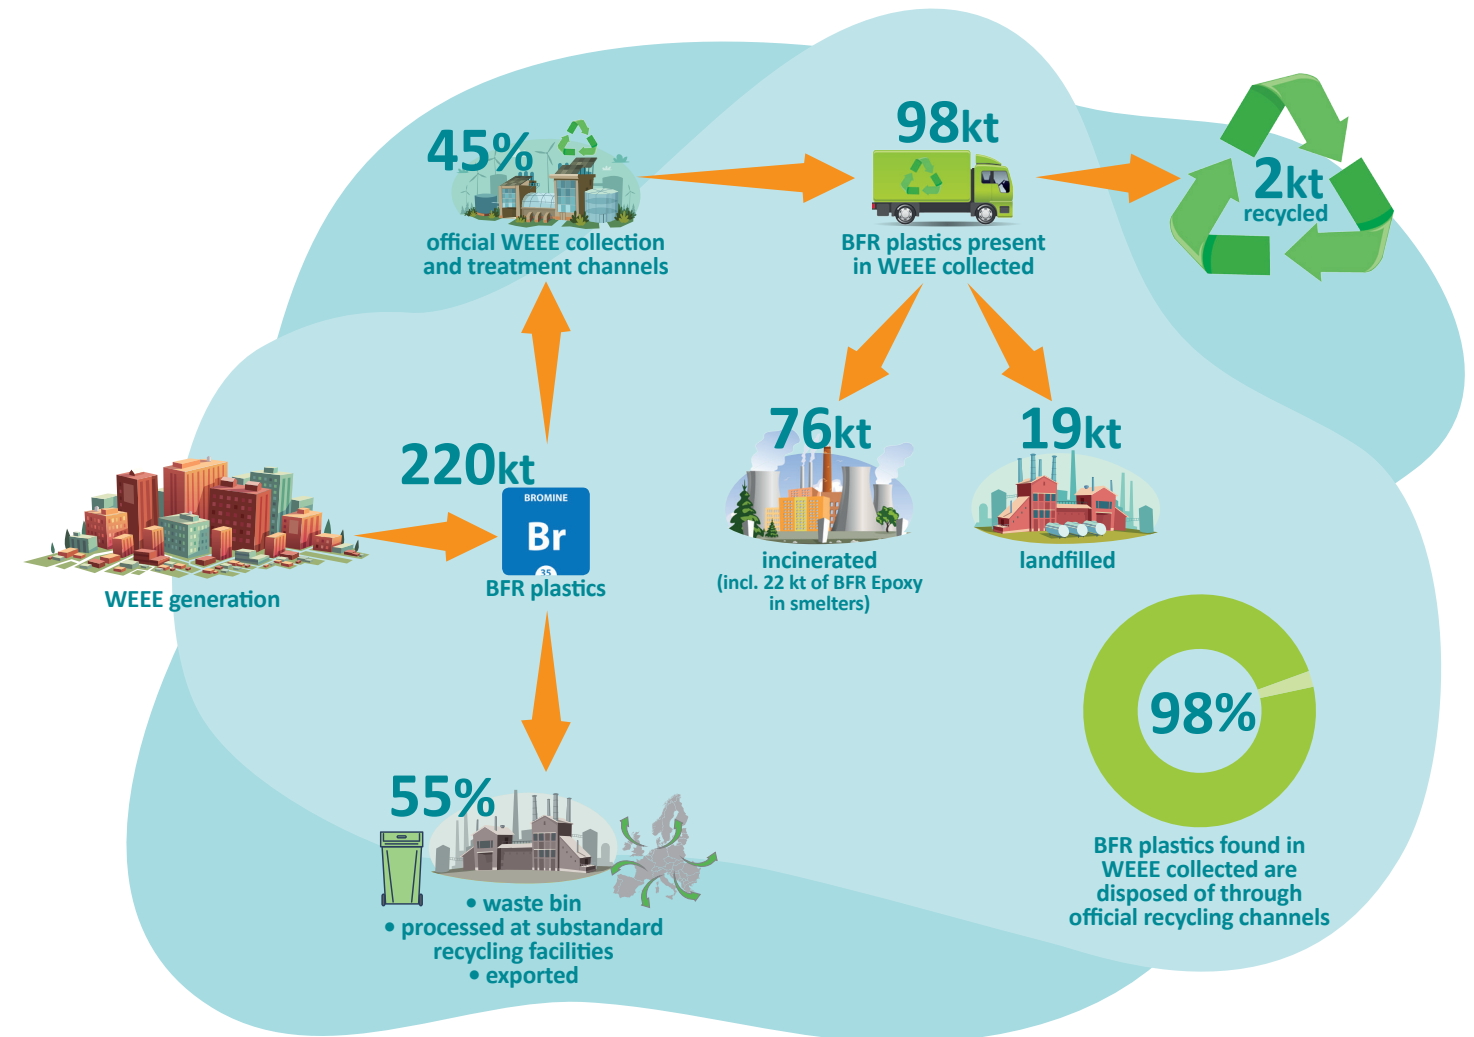 98kt
45%
2kt
recycled
official WEEE collection
and treatment channels
BFR plastics present
in WEEE collected
76kt
19kt
220kt
BROMINE
Br
35
BFR plastics
WEEE generation
incinerated
(incl. 22 kt of BFR Epoxy
in smelters)
landfilled
98%
55%
BFR plastics found in
WEEE collected are
disposed of through
official recycling channels
• waste bin
• processed at substandard
recycling facilities
• exported